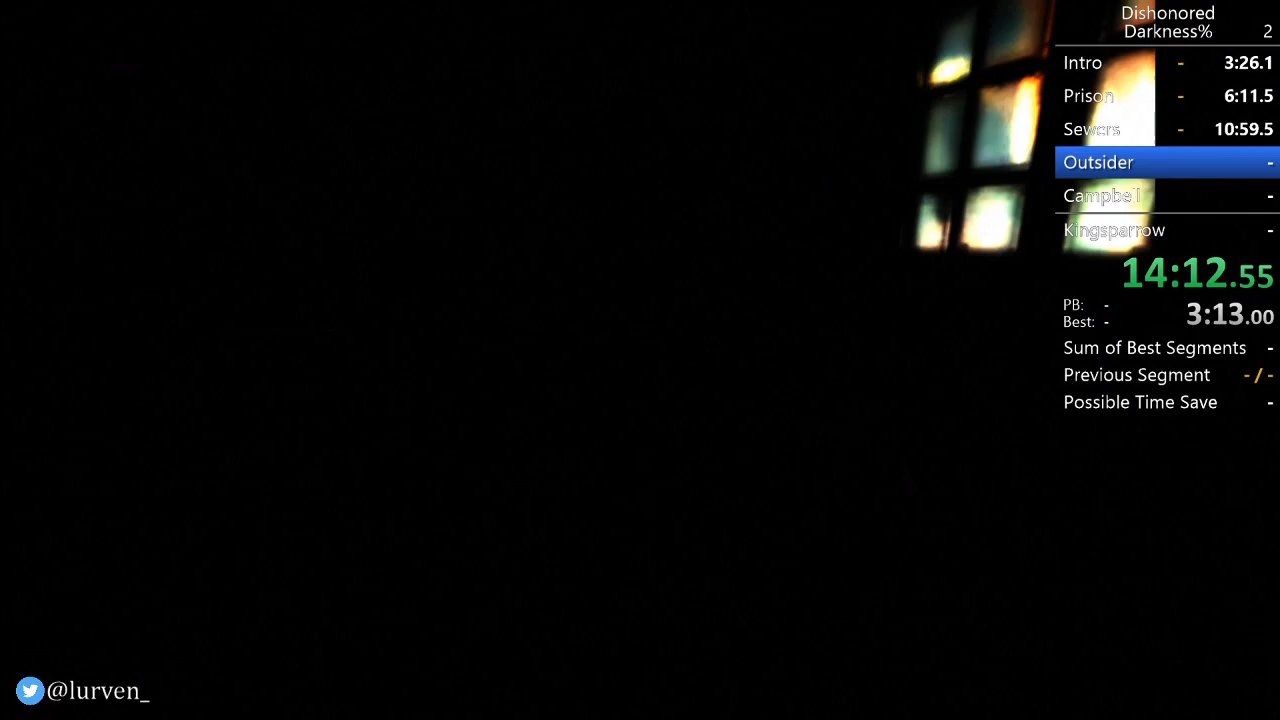 Dishonored
Darkness% 2
Intro - 3:26.1
Prison - 6:11.5
Sewers - 10:59.5
Outsider -
Campbell -
Kingsparrow -
14:12.55
PB: -
Best: - 3:13.00
Sum of Best Segments -
Previous Segment - / -
Possible Time Save -
@lurven_